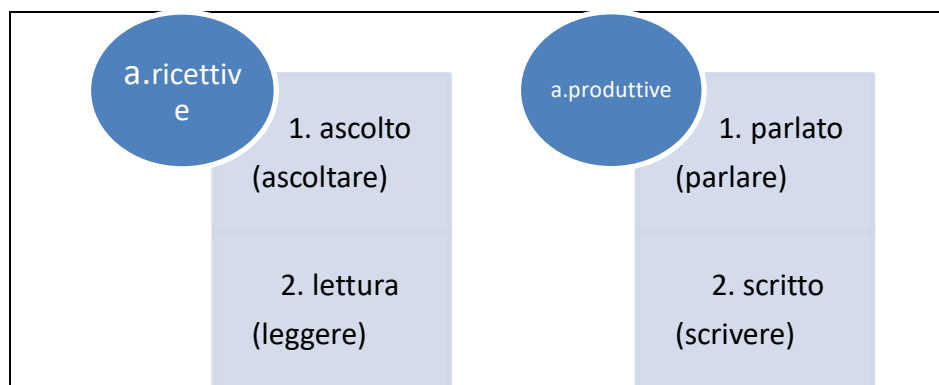 a.ricettiv
e
1. ascolto
(ascoltare)
2. lettura
(leggere)
a.produttive
1. parlato
(parlare)
2. scritto
(scrivere)